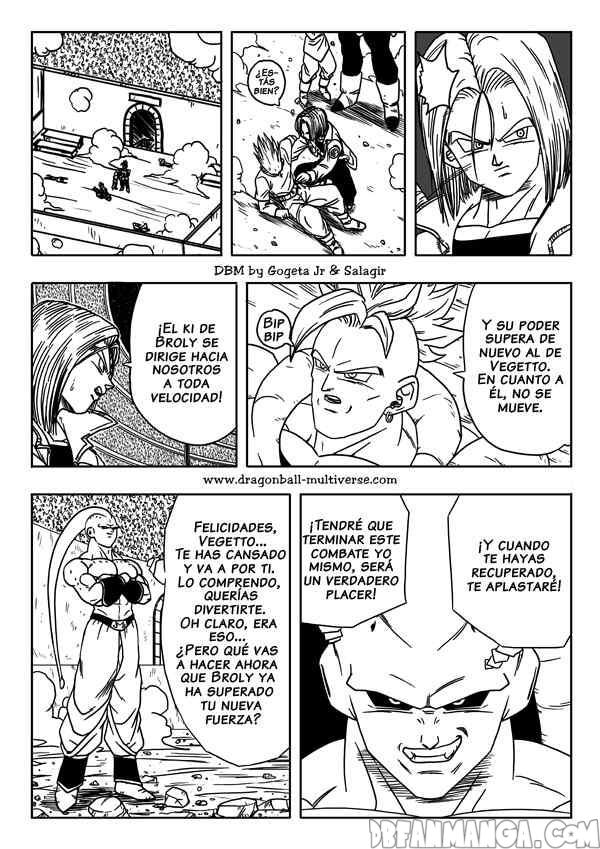 ¿ES-
TÁS
BIEN?
DBM by Gogeta Jr & Salagir
¡EL KI DE
BROLY SE
DIRIGE HACIA
NOSOTROS
A TODA
VELOCIDAD!
BIP
BIP
Y SU PODER
SUPERA DE
NUEVO AL DE
VEGETTO.
EN CUANTO A
ÉL, NO SE
MUEVE.
www.dragonball-multiverse.com
FELICIDADES,
VEGETTO...
TE HAS CANSADO
Y VA A POR TI.
LO COMPRENDO,
QUERÍAS
DIVERTIRTE.
OH CLARO, ERA
ESO...
¿PERO QUÉ VAS
A HACER AHORA
QUE BROLY YA
HA SUPERADO
TU NUEVA
FUERZA?
¡TENDRÉ QUE
TERMINAR ESTE
COMBATE YO
MISMO, SERÁ
UN VERDADERO
PLACER!
¡Y CUANDO
TE HAYAS
RECUPERADO,
TE APLASTARÉ!
DBFANMANGA.COM